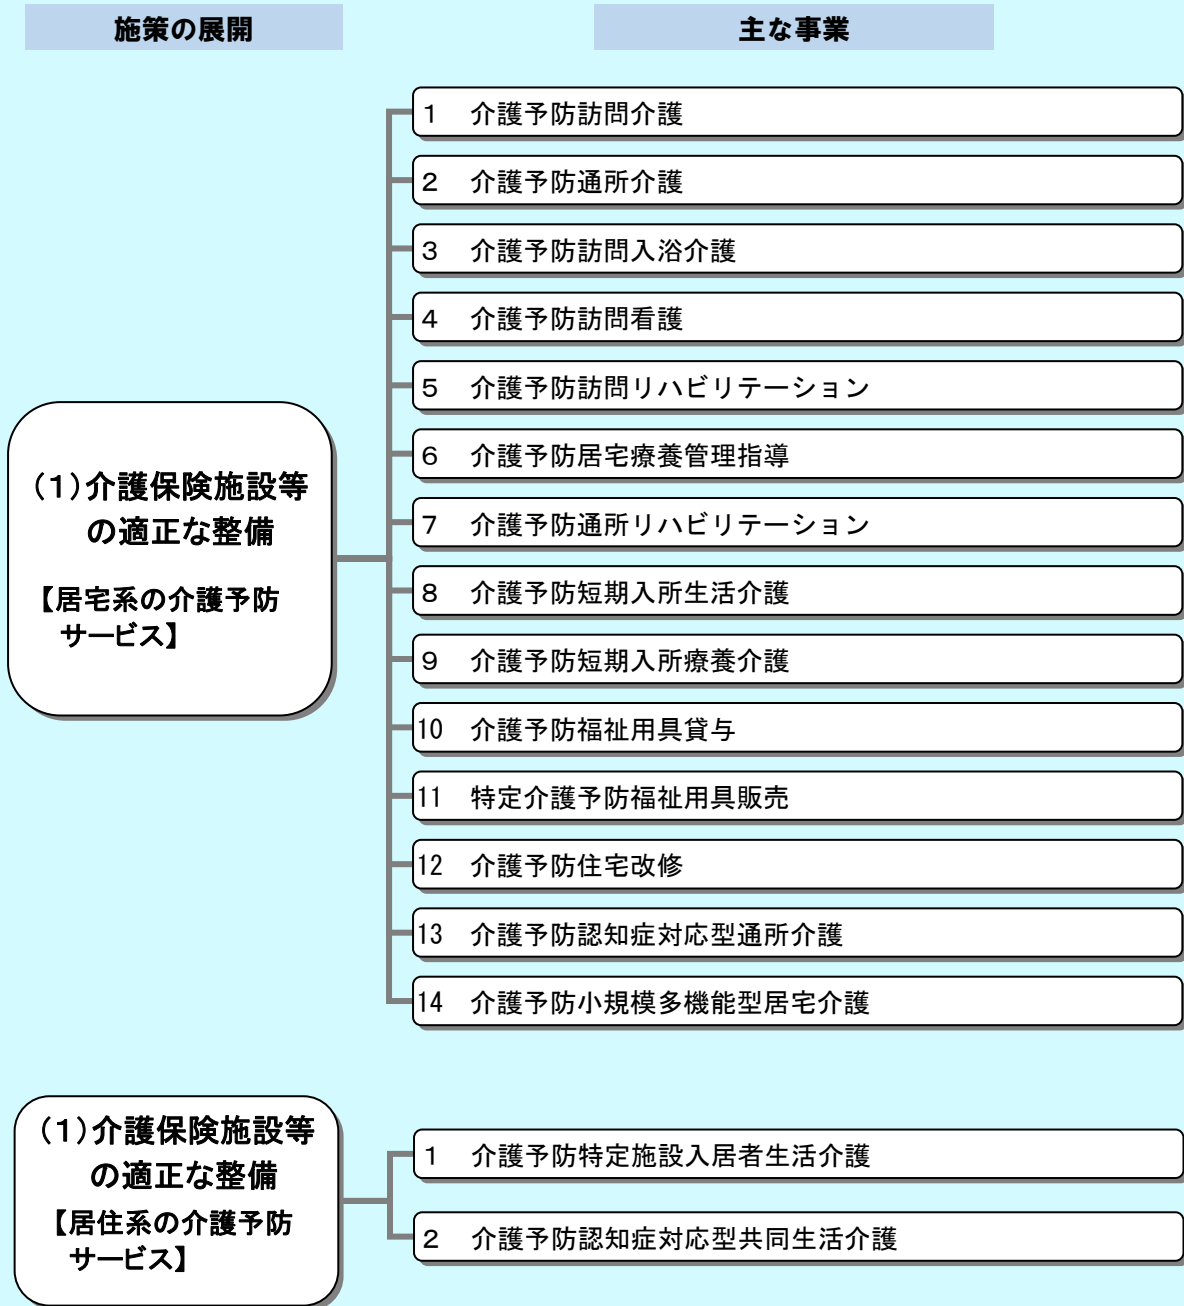 施策の展開
主な事業
(1)介護保険施設等
の適正な整備
【居宅系の介護予防
サービス】
1 介護予防訪問介護
2 介護予防通所介護
3 介護予防訪問入浴介護
4 介護予防訪問看護
5 介護予防訪問リハビリテーション
6 介護予防居宅療養管理指導
7 介護予防通所リハビリテーション
8 介護予防短期入所生活介護
9 介護予防短期入所療養介護
10 介護予防福祉用具貸与
11 特定介護予防福祉用具販売
12 介護予防住宅改修
13 介護予防認知症対応型通所介護
14 介護予防小規模多機能型居宅介護
(1)介護保険施設等
の適正な整備
【居住系の介護予防
サービス】
1 介護予防特定施設入居者生活介護
2 介護予防認知症対応型共同生活介護